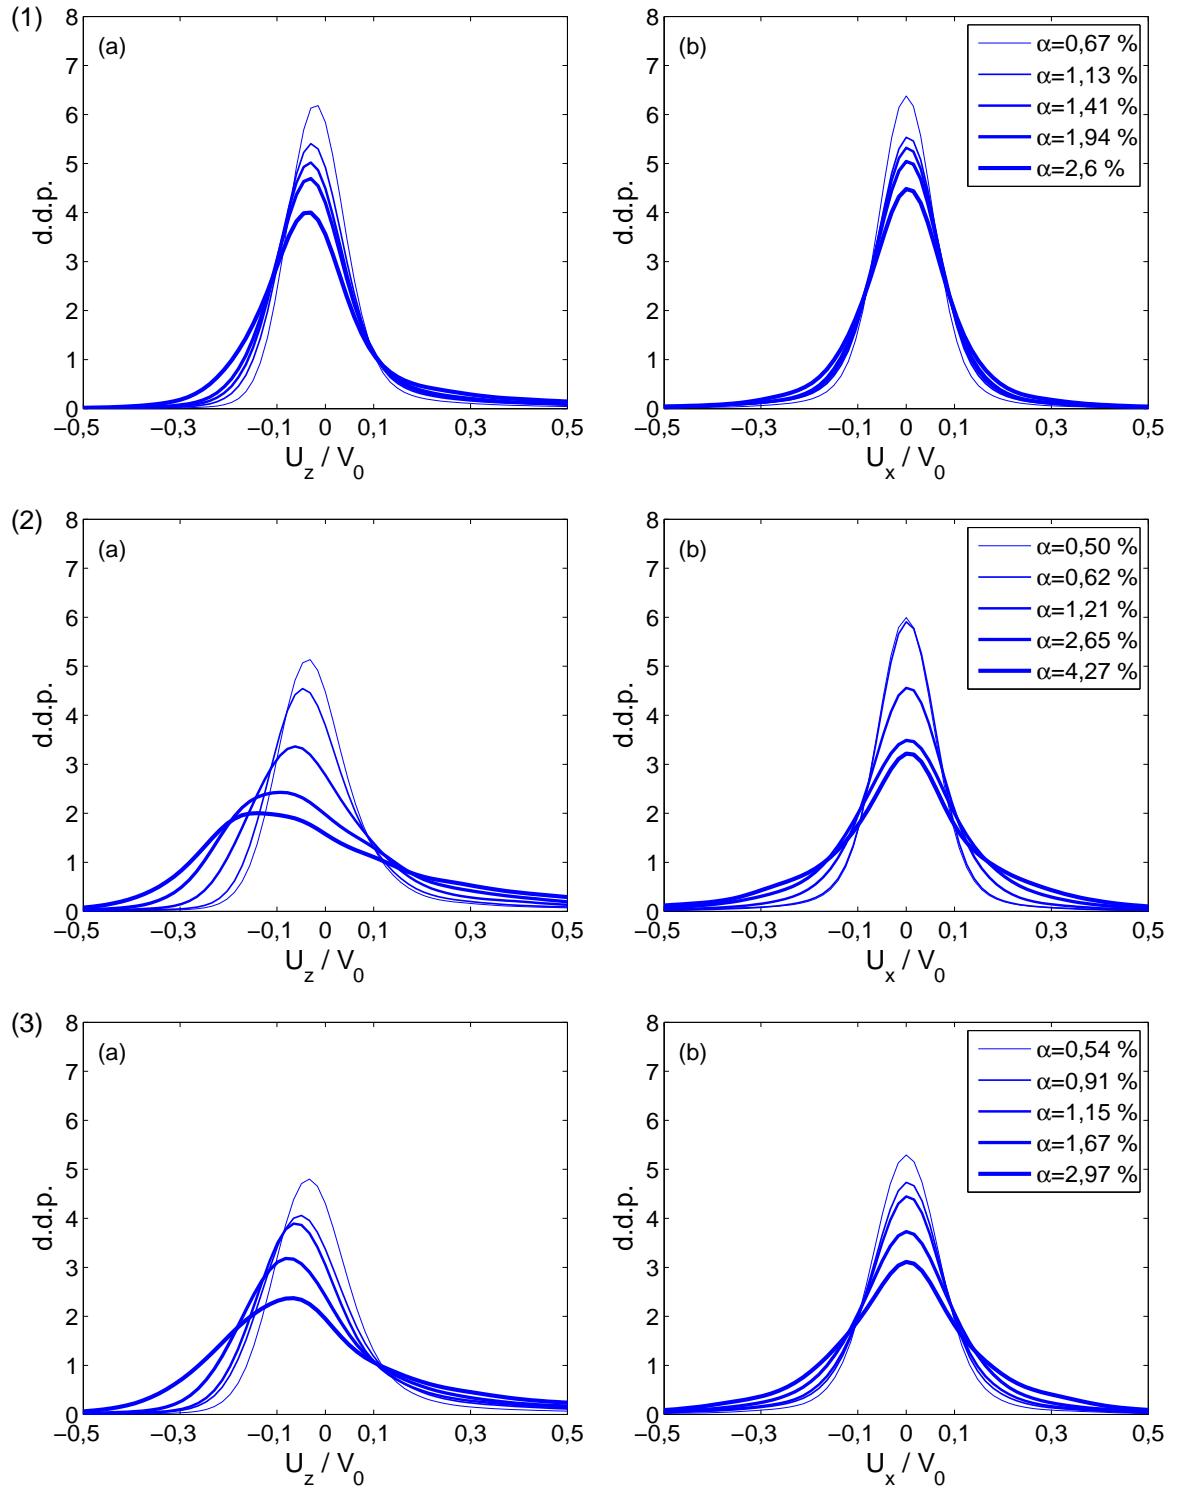 (1)
(a)
8
7
6
5
4
3
2
1
0
d.d.p.
−0,5 −0,3 −0,1 0 0,1 0,3 0,5
U_z / V_0
(b)
8
7
6
5
4
3
2
1
0
d.d.p.
−0,5 −0,3 −0,1 0 0,1 0,3 0,5
U_x / V_0
α=0,67 %
α=1,13 %
α=1,41 %
α=1,94 %
α=2,6 %
(2)
(a)
8
7
6
5
4
3
2
1
0
d.d.p.
−0,5 −0,3 −0,1 0 0,1 0,3 0,5
U_z / V_0
(b)
8
7
6
5
4
3
2
1
0
d.d.p.
−0,5 −0,3 −0,1 0 0,1 0,3 0,5
U_x / V_0
α=0,50 %
α=0,62 %
α=1,21 %
α=2,65 %
α=4,27 %
(3)
(a)
8
7
6
5
4
3
2
1
0
d.d.p.
−0,5 −0,3 −0,1 0 0,1 0,3 0,5
U_z / V_0
(b)
8
7
6
5
4
3
2
1
0
d.d.p.
−0,5 −0,3 −0,1 0 0,1 0,3 0,5
U_x / V_0
α=0,54 %
α=0,91 %
α=1,15 %
α=1,67 %
α=2,97 %